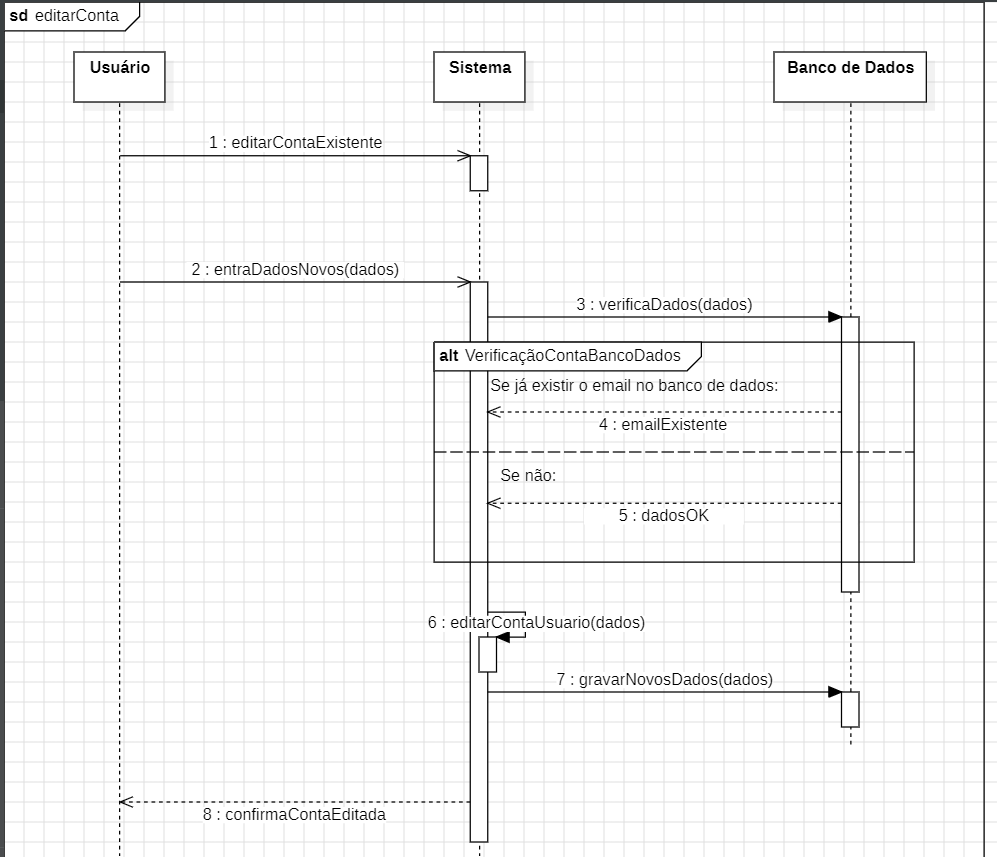 sd editarConta
Usuário
Sistema
Banco de Dados
1 : editarContaExistente
2 : entraDadosNovos(dados)
3 : verificaDados(dados)
alt VerificaçãoContaBancoDados
Se já existir o email no banco de dados:
4 : emailExistente
Se não:
5 : dadosOK
6 : editarContaUsuario(dados)
7 : gravarNovosDados(dados)
8 : confirmaContaEditada